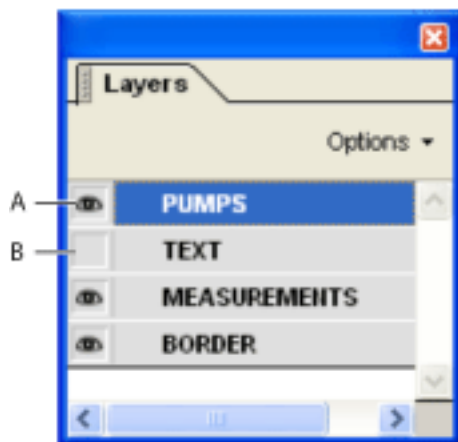 Layers
Options
A PUMPS
B TEXT
MEASUREMENTS
BORDER